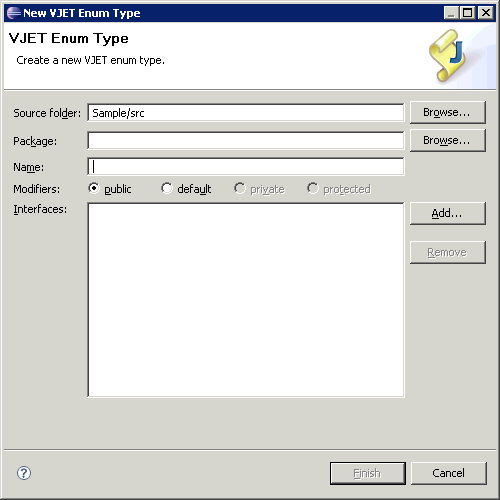 New VJET Enum Type
VJET Enum Type
Create a new VJET enum type.
J
Source folder: Sample/src Browse...
Package: Browse...
Name:
Modifiers: public default private protected
Interfaces: Add...
Remove
? Finish Cancel